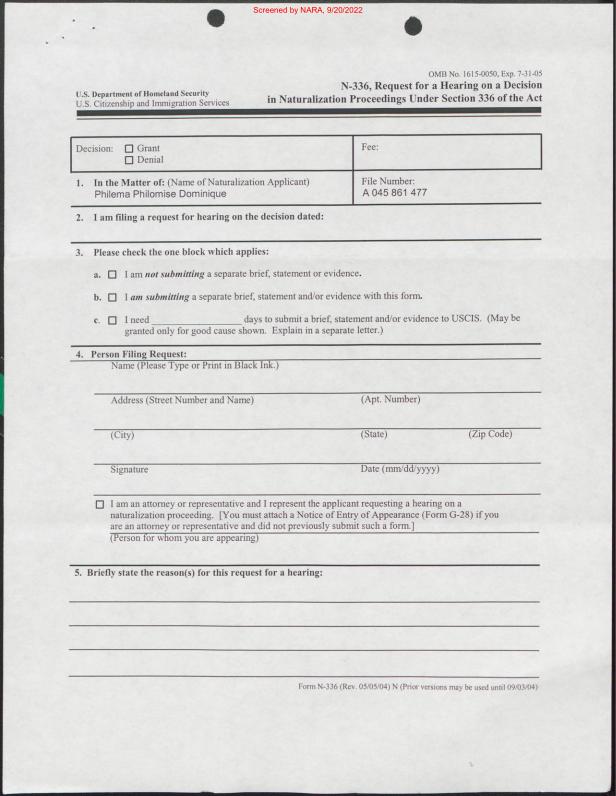 Screened by NARA, 9/20/2022
OMB No. 1615-0050, Exp. 7-31-05
U.S. Department of Homeland Security
U.S. Citizenship and Immigration Services
N-336, Request for a Hearing on a Decision
in Naturalization Proceedings Under Section 336 of the Act
Decision: ☐ Grant
☐ Denial
Fee:
1. In the Matter of: (Name of Naturalization Applicant)
Philema Philomise Dominique
File Number:
A 045 861 477
2. I am filing a request for hearing on the decision dated:
3. Please check the one block which applies:
a. ☐ I am not submitting a separate brief, statement or evidence.
b. ☐ I am submitting a separate brief, statement and/or evidence with this form.
c. ☐ I need ________________ days to submit a brief, statement and/or evidence to USCIS. (May be
granted only for good cause shown. Explain in a separate letter.)
4. Person Filing Request:
Name (Please Type or Print in Black Ink.)
Address (Street Number and Name) (Apt. Number)
(City) (State) (Zip Code)
Signature Date (mm/dd/yyyy)
☐ I am an attorney or representative and I represent the applicant requesting a hearing on a
naturalization proceeding. [You must attach a Notice of Entry of Appearance (Form G-28) if you
are an attorney or representative and did not previously submit such a form.]
(Person for whom you are appearing)
5. Briefly state the reason(s) for this request for a hearing:
Form N-336 (Rev. 05/05/04) N (Prior versions may be used until 09/03/04)